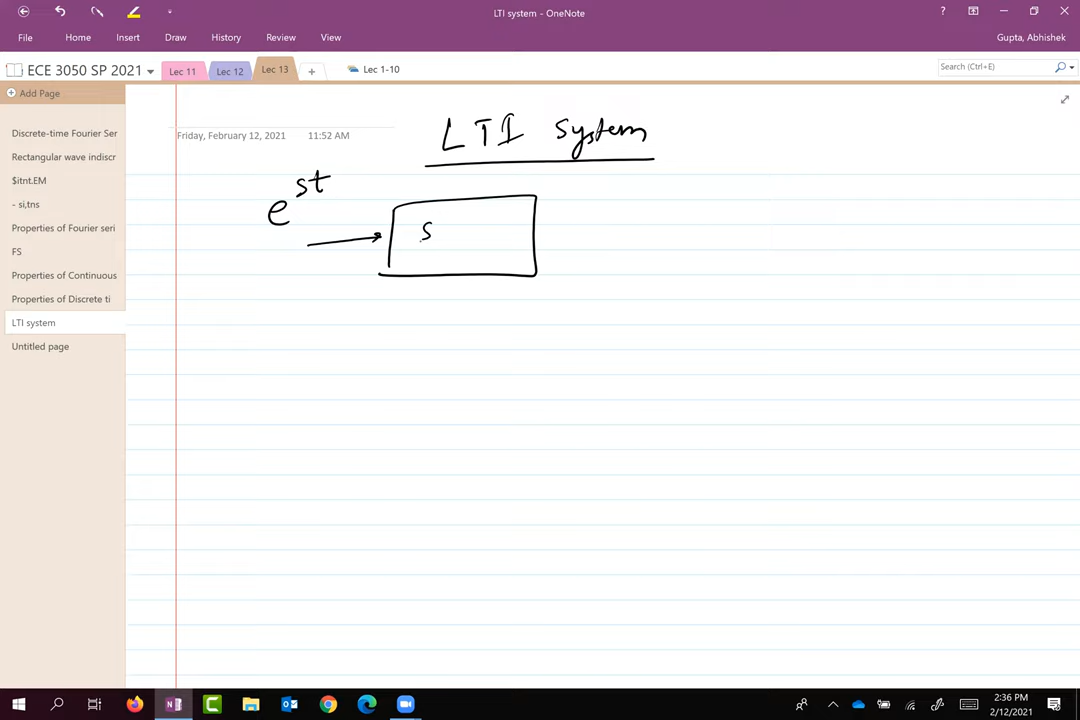 LTI system - OneNote
File Home Insert Draw History Review View
Gupta, Abhishek
ECE 3050 SP 2021
Lec 11
Lec 12
Lec 13
Lec 1-10
Search (Ctrl+E)
Add Page
Discrete-time Fourier Ser
Rectangular wave indiscr
$itnt.EM
- si,tns
Properties of Fourier seri
FS
Properties of Continuous
Properties of Discrete ti
LTI system
Untitled page
Friday, February 12, 2021 11:52 AM
LTI system
e^st
s
2:36 PM
2/12/2021